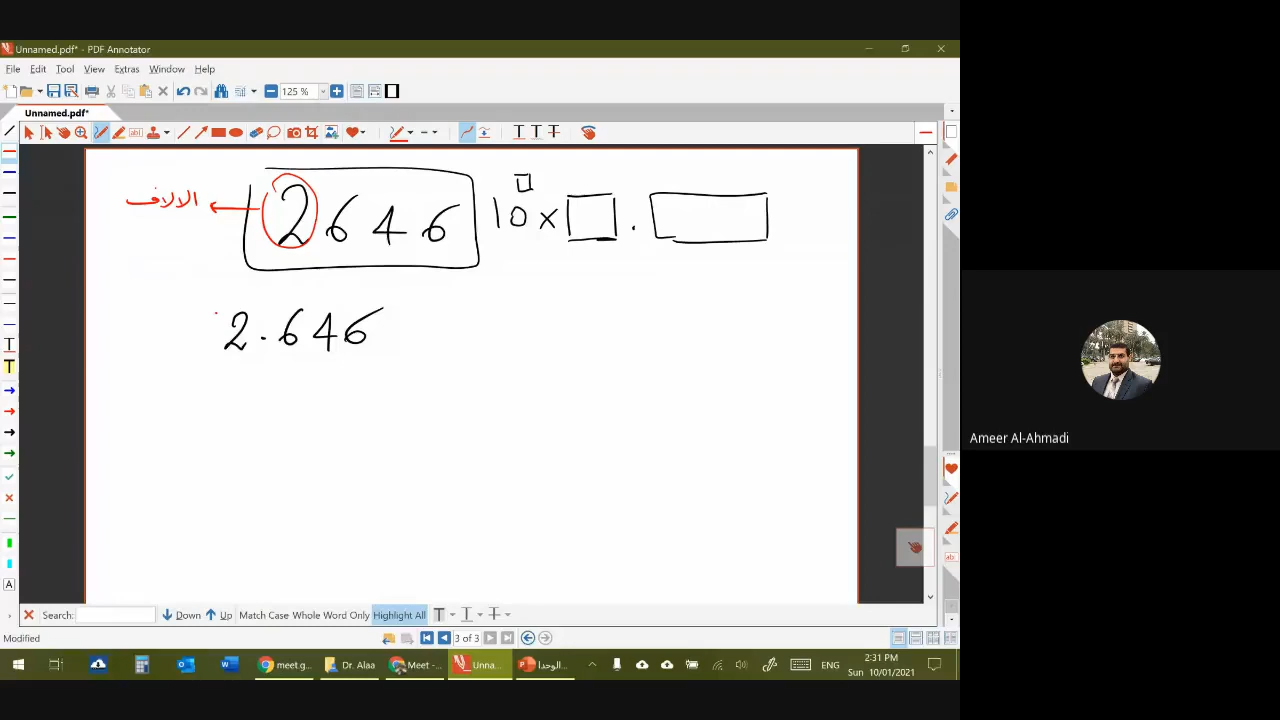 Unnamed.pdf* - PDF Annotator
File Edit Tool View Extras Window Help
125 %
Unnamed.pdf*
الالاف 2646 10 × .
2.646
Ameer Al-Ahmadi
Search: Down Up Match Case Whole Word Only Highlight All
Modified 3 of 3
meet g... Dr. Alaa Meet -... Unna... الوحدا... ENG 2:31 PM
Sun 10/01/2021